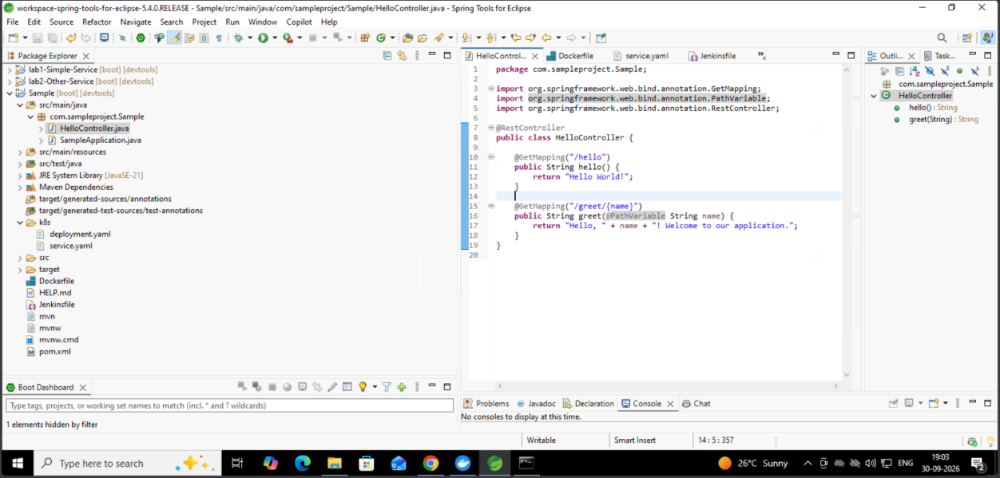 workspace-spring-tools-for-eclipse-5.4.0.RELEASE - Sample/src/main/java/com/sampleproject/Sample/HelloController.java - Spring Tools for Eclipse
File Edit Source Refactor Navigate Search Project Run Window Copilot Help
Package Explorer
lab1-Simple-Service [boot] [devtools]
lab2-Other-Service [boot] [devtools]
Sample [boot] [devtools]
src/main/java
com.sampleproject.Sample
HelloController.java
SampleApplication.java
src/main/resources
src/test/java
JRE System Library [JavaSE-21]
Maven Dependencies
target/generated-sources/annotations
target/generated-test-sources/test-annotations
k8s
deployment.yaml
service.yaml
src
target
Dockerfile
HELP.md
Jenkinsfile
mvn
mvnw
mvnw.cmd
pom.xml
Boot Dashboard
Type tags, projects, or working set names to match (incl. * and ? wildcards)
1 elements hidden by filter
HelloControl... Dockerfile service.yaml Jenkinsfile »4
1 package com.sampleproject.Sample;
2
3 import org.springframework.web.bind.annotation.GetMapping;
4 import org.springframework.web.bind.annotation.PathVariable;
5 import org.springframework.web.bind.annotation.RestController;
6
7 @RestController
8 public class HelloController {
9
10 @GetMapping("/hello")
11 public String hello() {
12 return "Hello World!";
13 }
14
15 @GetMapping("/greet/{name}")
16 public String greet(@PathVariable String name) {
17 return "Hello, " + name + "! Welcome to our application.";
18 }
19 }
20
Outli... Task...
com.sampleproject.Sample
HelloController
hello() : String
greet(String) : String
Problems Javadoc Declaration Console Chat
No consoles to display at this time.
Writable Smart Insert 14 : 5 : 357
Type here to search
26°C Sunny
ENG
19:03
30-09-2026
2